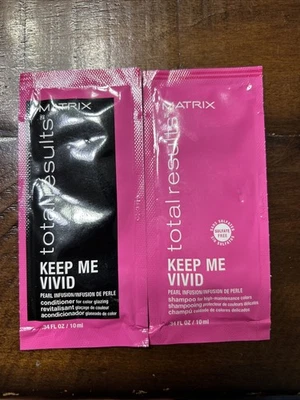 MATRIX
total results
KEEP ME
VIVID
PEARL INFUSION/INFUSION DE PERLE
conditioner for color glazing
revitalisant glaçage de couleur
acondicionador glaseado de color
.34 FL OZ / 10 ml
MATRIX
total results
SULFATE
FREE
KEEP ME
VIVID
PEARL INFUSION/INFUSION DE PERLE
shampoo for high-maintenance colors
shampooing protecteur de couleurs délicates
champú cuidado de colores delicados
.34 FL OZ / 10 ml